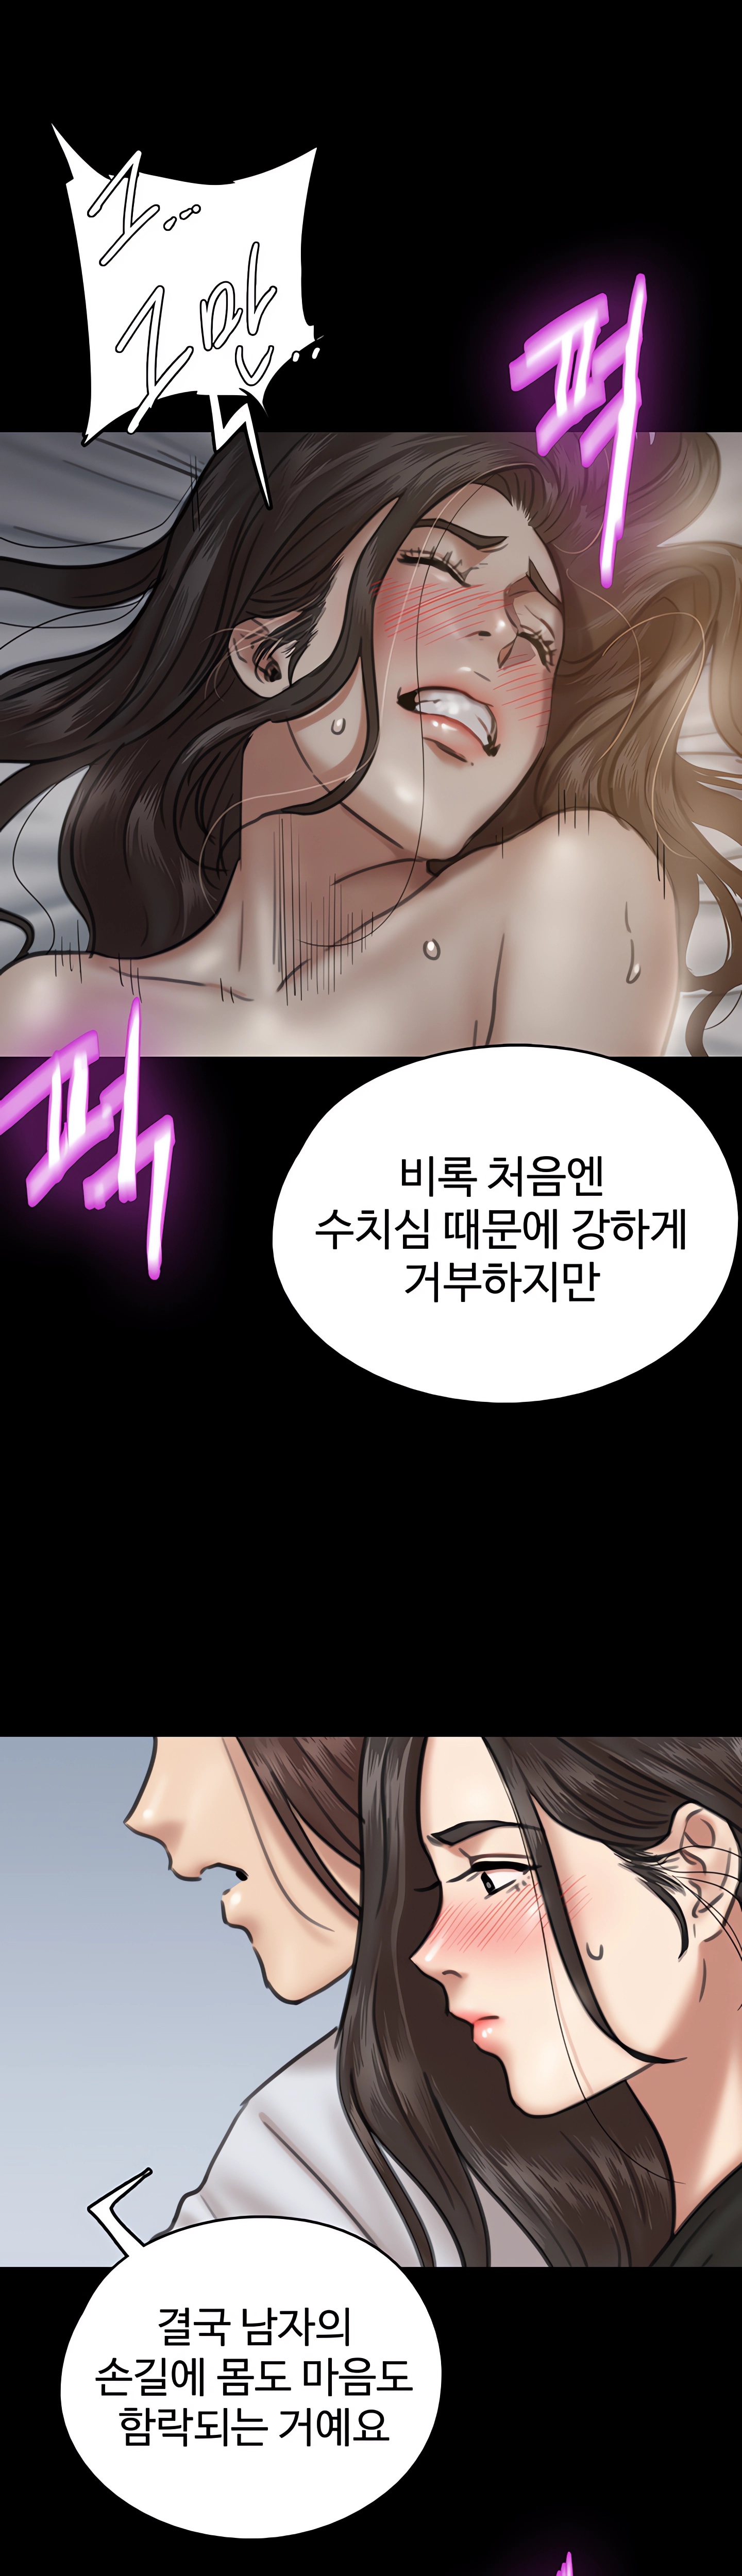 그...
그만...
퍽
퍽
비록 처음엔
수치심 때문에 강하게
거부하지만
결국 남자의
손길에 몸도 마음도
함락되는 거예요